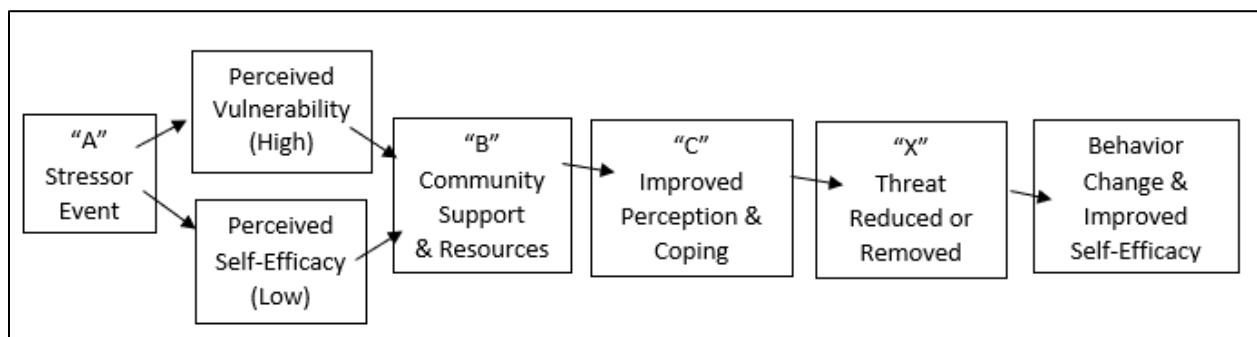 “A”
Stressor
Event
Perceived
Vulnerability
(High)
Perceived
Self-Efficacy
(Low)
“B”
Community
Support
& Resources
“C”
Improved
Perception &
Coping
“X”
Threat
Reduced or
Removed
Behavior
Change &
Improved
Self-Efficacy